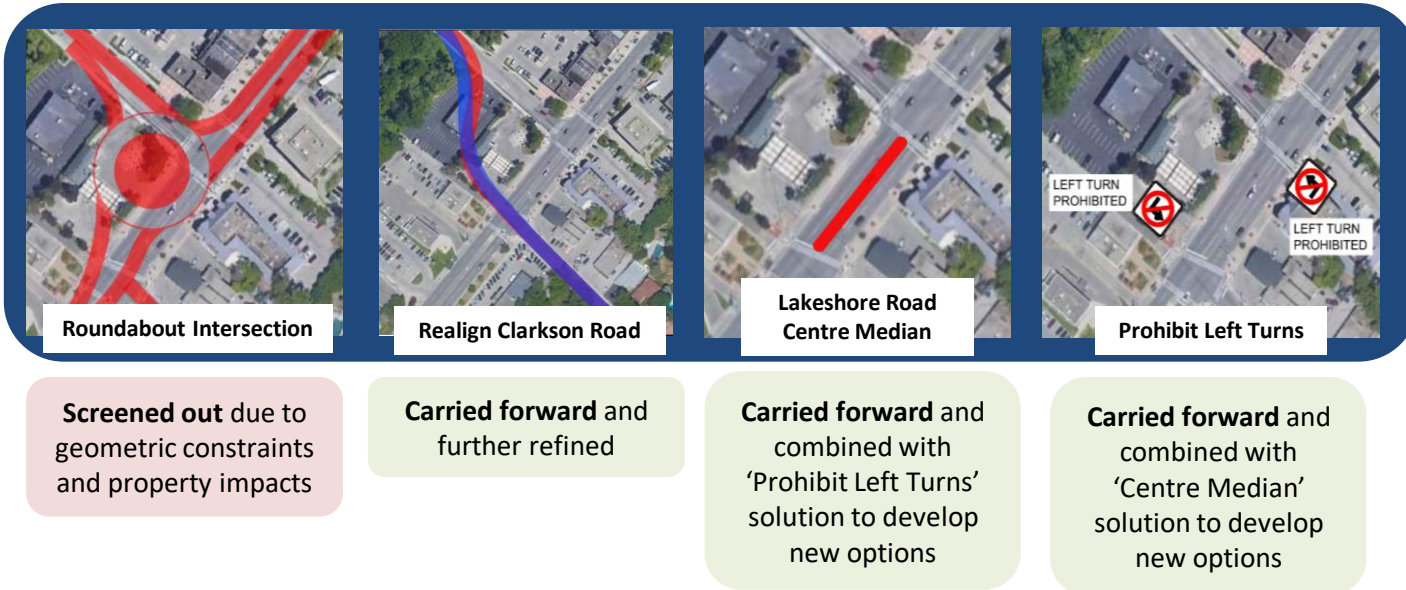 LEFT TURN
PROHIBITED
LEFT TURN
PROHIBITED
Roundabout Intersection
Realign Clarkson Road
Lakeshore Road
Centre Median
Prohibit Left Turns
Screened out due to
geometric constraints
and property impacts
Carried forward and
further refined
Carried forward and
combined with
‘Prohibit Left Turns’
solution to develop
new options
Carried forward and
combined with
‘Centre Median’
solution to develop
new options